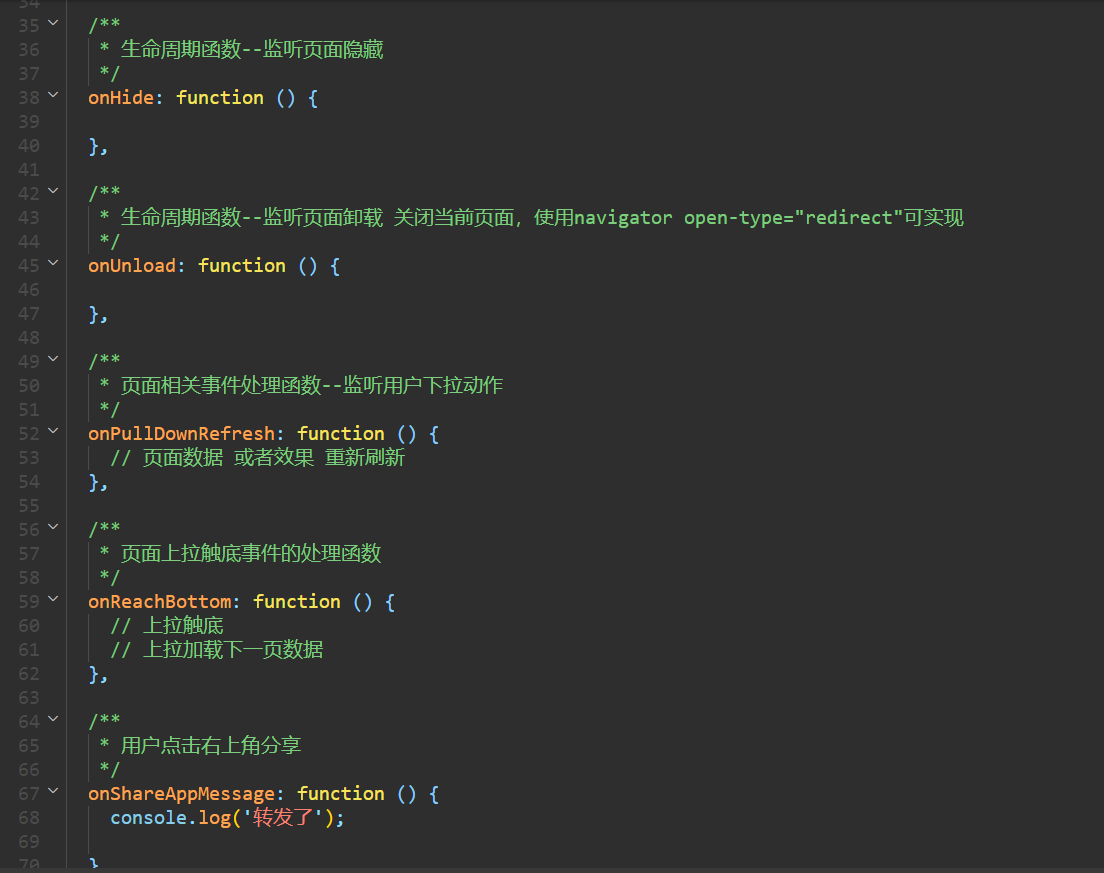 34
35 /**
36 * 生命周期函数--监听页面隐藏
37 */
38 onHide: function () {
39
40 },
41
42 /**
43 * 生命周期函数--监听页面卸载 关闭当前页面，使用navigator open-type="redirect"可实现
44 */
45 onUnload: function () {
46
47 },
48
49 /**
50 * 页面相关事件处理函数--监听用户下拉动作
51 */
52 onPullDownRefresh: function () {
53 // 页面数据 或者效果 重新刷新
54 },
55
56 /**
57 * 页面上拉触底事件的处理函数
58 */
59 onReachBottom: function () {
60 // 上拉触底
61 // 上拉加载下一页数据
62 },
63
64 /**
65 * 用户点击右上角分享
66 */
67 onShareAppMessage: function () {
68 console.log('转发了');
69
70 }